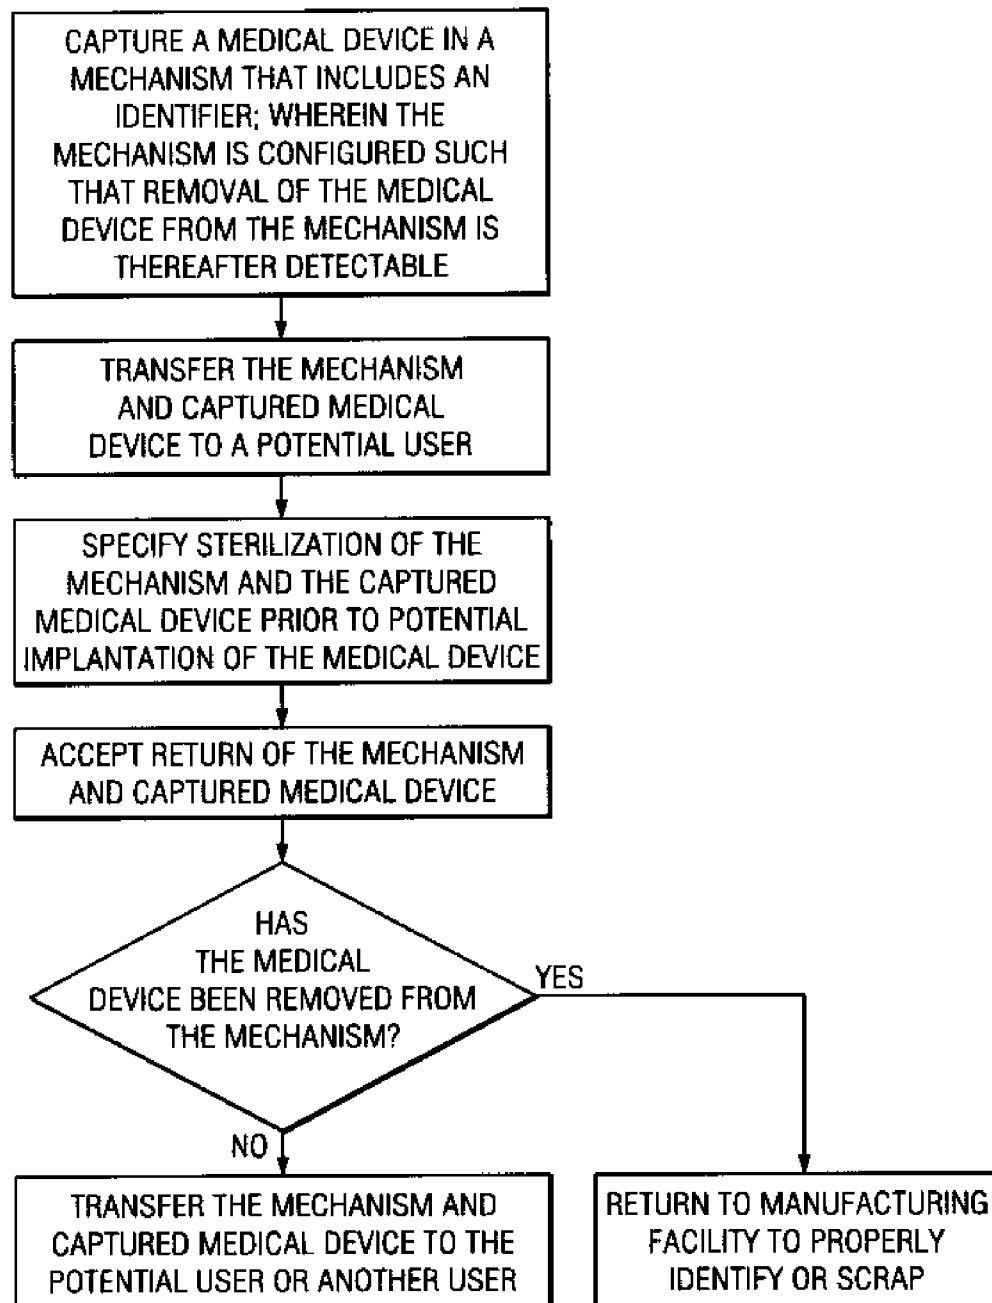 CAPTURE A MEDICAL DEVICE IN A
MECHANISM THAT INCLUDES AN
IDENTIFIER; WHEREIN THE
MECHANISM IS CONFIGURED SUCH
THAT REMOVAL OF THE MEDICAL
DEVICE FROM THE MECHANISM IS
THEREAFTER DETECTABLE
TRANSFER THE MECHANISM
AND CAPTURED MEDICAL
DEVICE TO A POTENTIAL USER
SPECIFY STERILIZATION OF THE
MECHANISM AND THE CAPTURED
MEDICAL DEVICE PRIOR TO POTENTIAL
IMPLANTATION OF THE MEDICAL DEVICE
ACCEPT RETURN OF THE MECHANISM
AND CAPTURED MEDICAL DEVICE
HAS
THE MEDICAL
DEVICE BEEN REMOVED FROM
THE MECHANISM?
YES
NO
TRANSFER THE MECHANISM AND
CAPTURED MEDICAL DEVICE TO THE
POTENTIAL USER OR ANOTHER USER
RETURN TO MANUFACTURING
FACILITY TO PROPERLY
IDENTIFY OR SCRAP